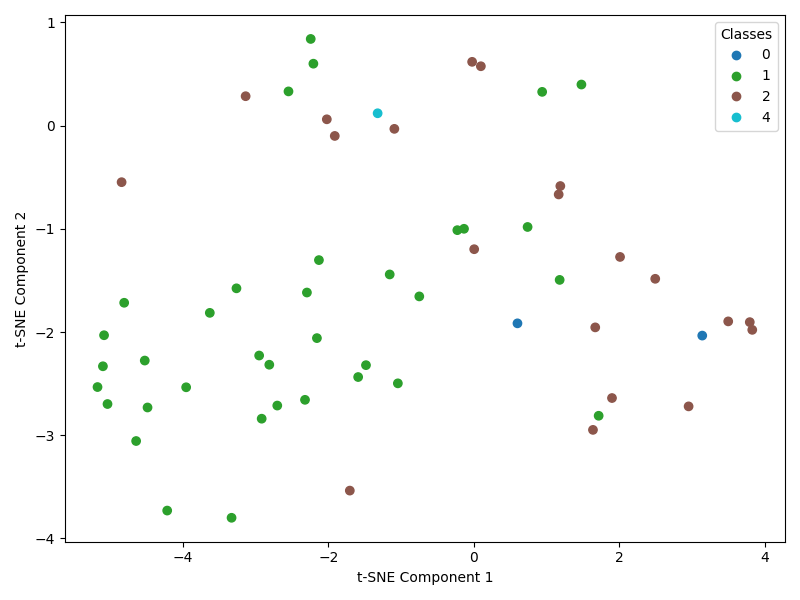 Classes
0
1
2
4
1
0
−1
−2
−3
−4
t-SNE Component 2
−4 −2 0 2 4
t-SNE Component 1